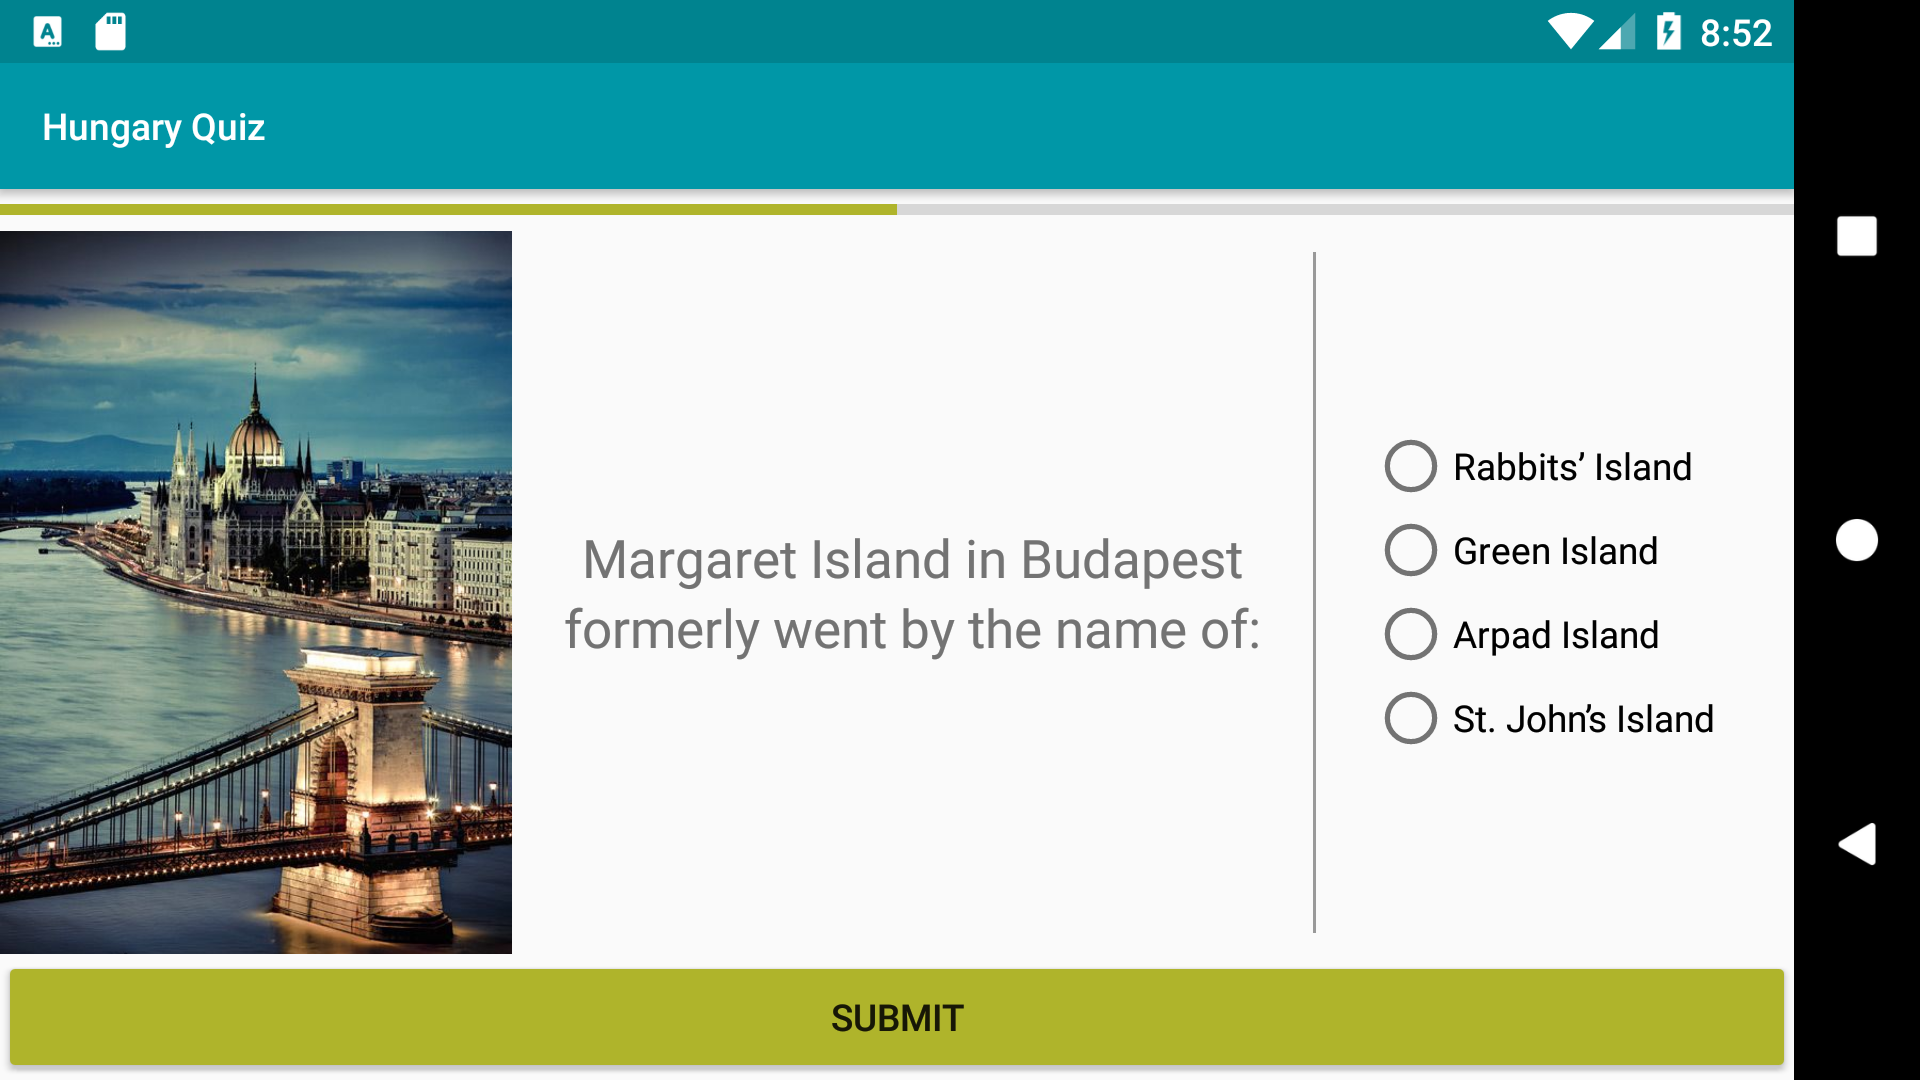 8:52
Hungary Quiz
Margaret Island in Budapest
formerly went by the name of:
Rabbits’ Island
Green Island
Arpad Island
St. John’s Island
SUBMIT